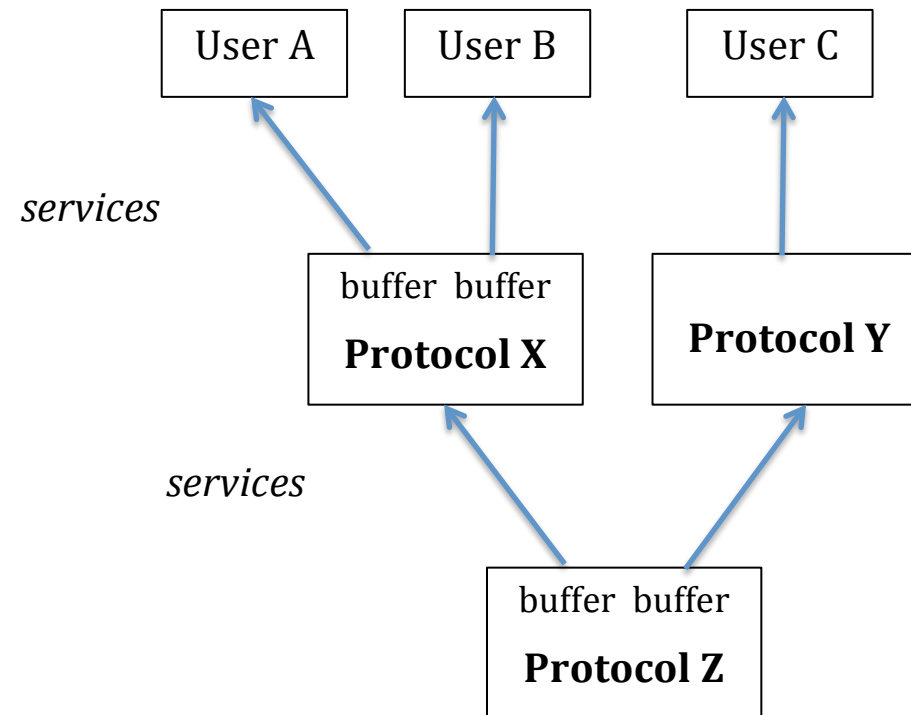 User A
User B
User C
services
buffer buffer
Protocol X
Protocol Y
services
buffer buffer
Protocol Z